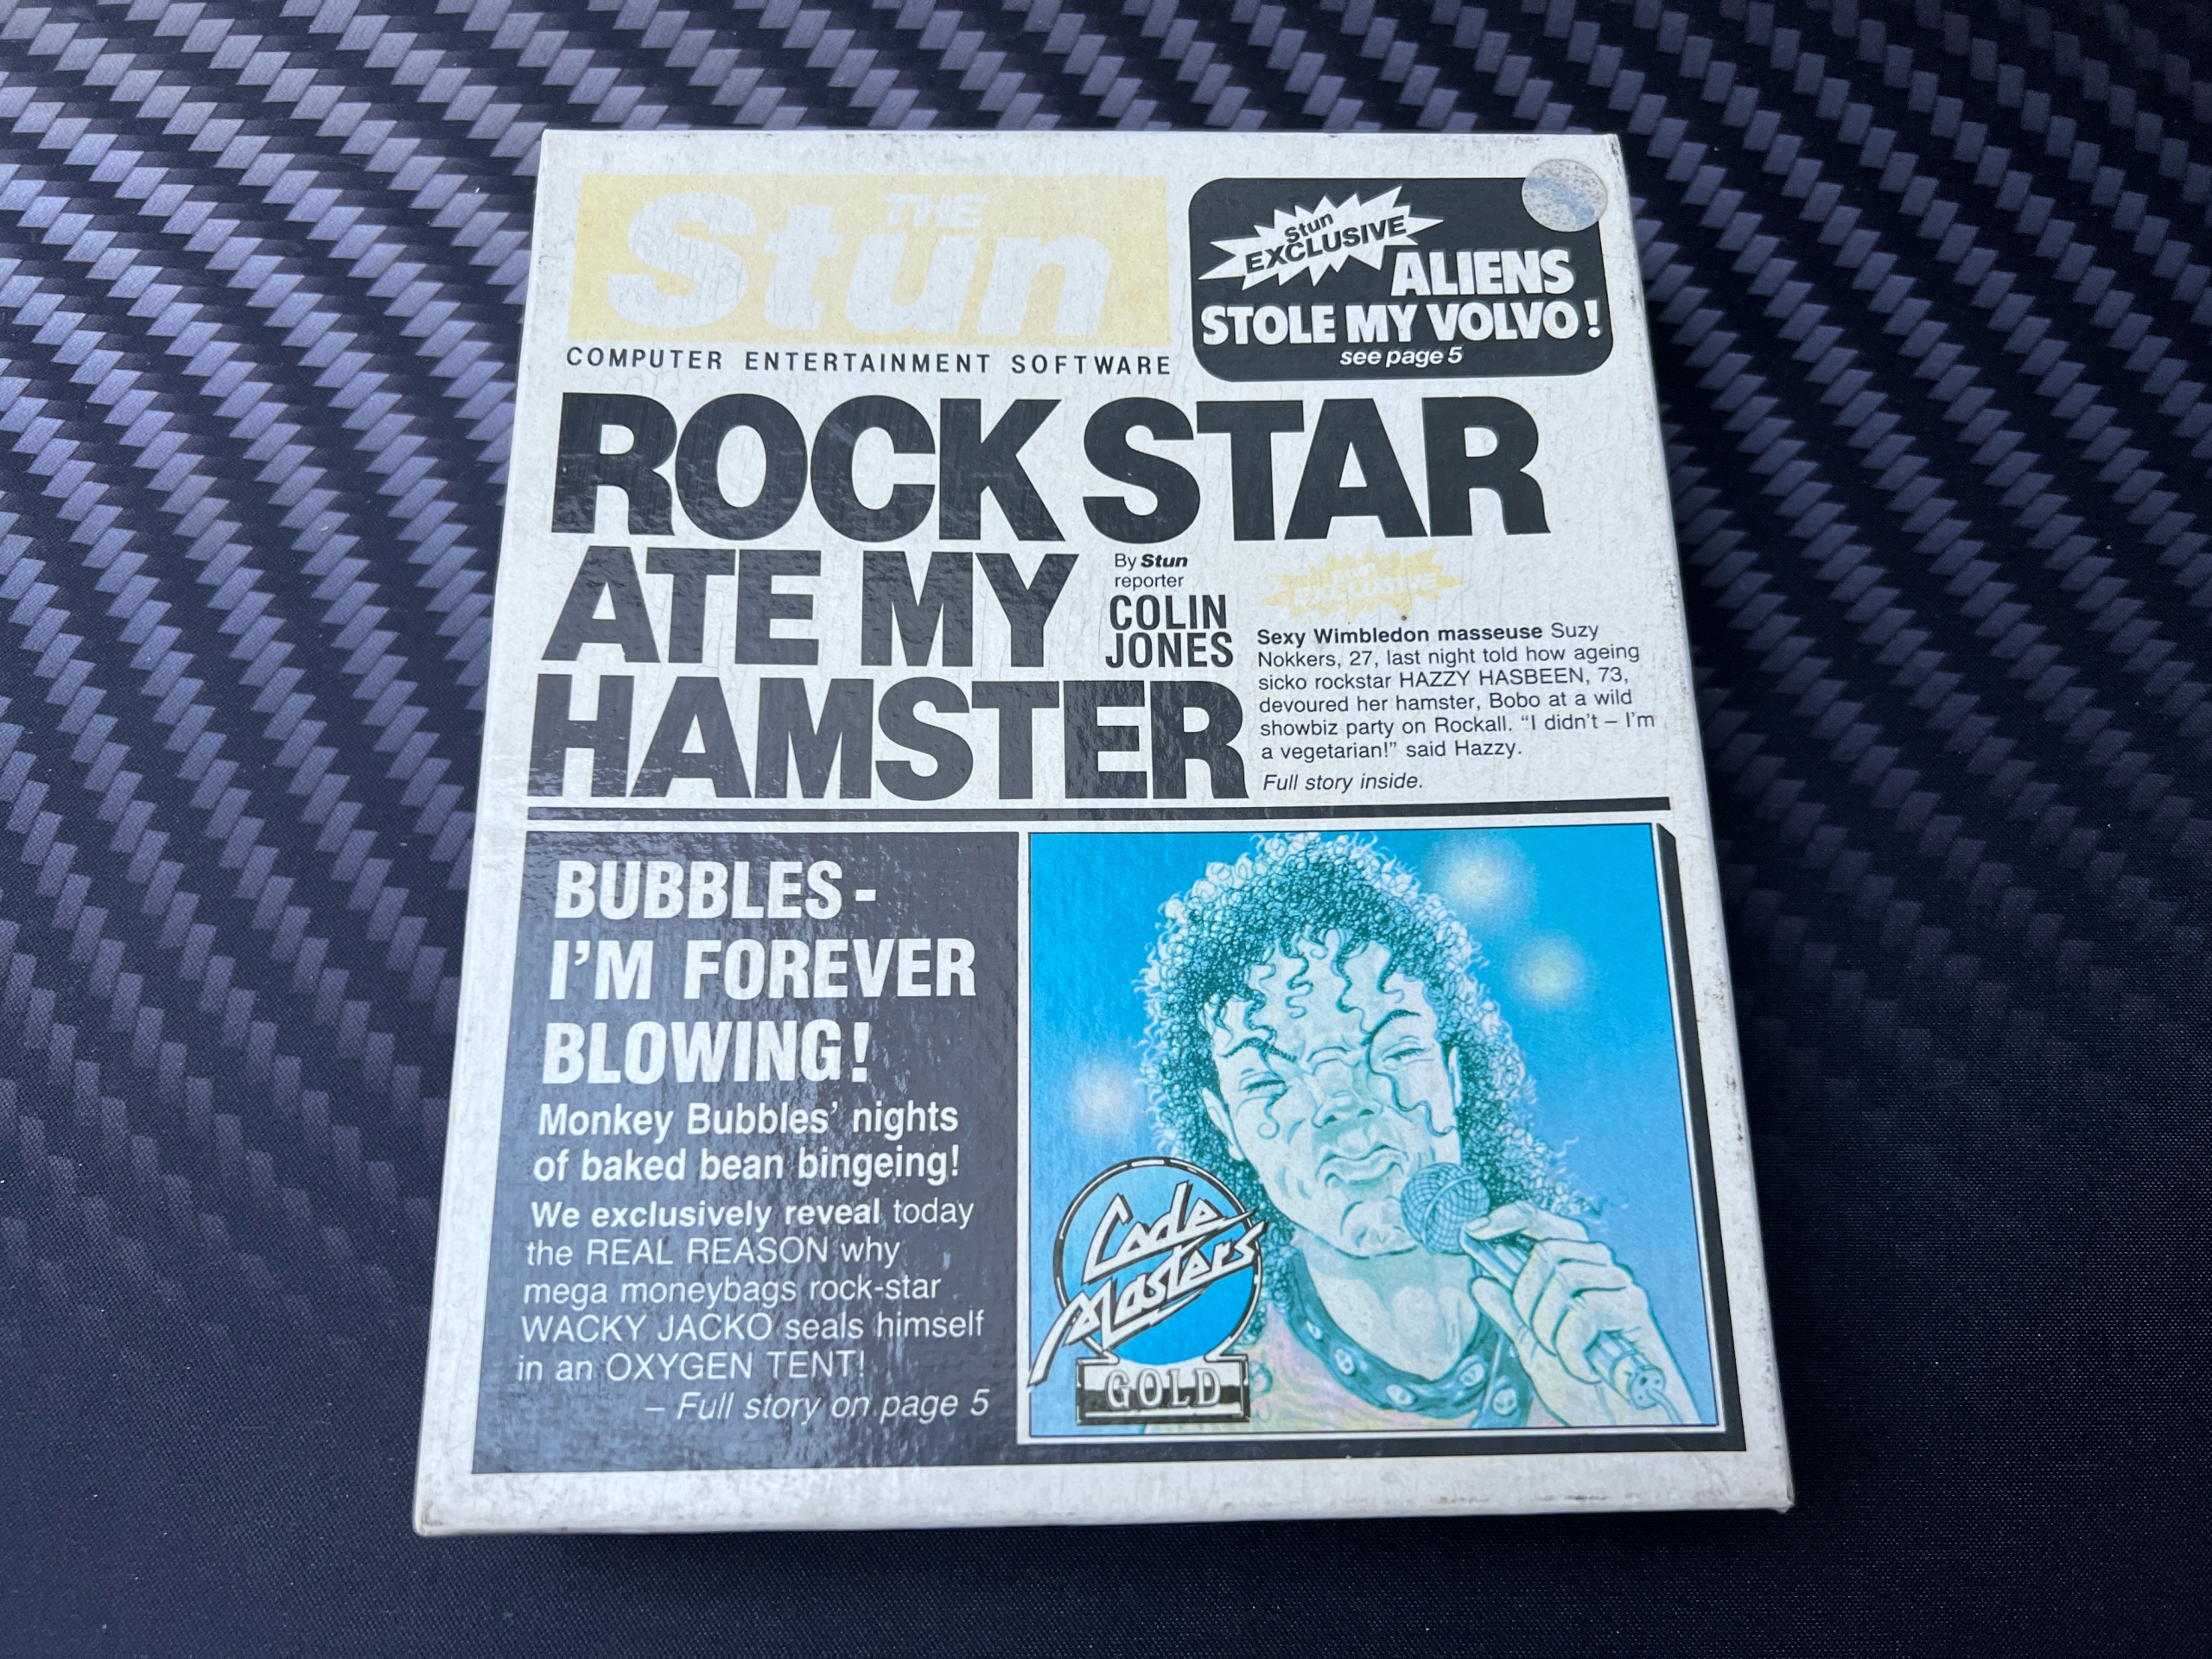 THE
Stun
COMPUTER ENTERTAINMENT SOFTWARE
Stun
EXCLUSIVE
ALIENS
STOLE MY VOLVO!
see page 5
ROCK STAR
ATE MY
HAMSTER
By Stun
reporter
COLIN
JONES
Stun
EXCLUSIVE
Sexy Wimbledon masseuse Suzy
Nokkers, 27, last night told how ageing
sicko rockstar HAZZY HASBEEN, 73,
devoured her hamster, Bobo at a wild
showbiz party on Rockall. “I didn’t – I’m
a vegetarian!” said Hazzy.
Full story inside.
BUBBLES -
I’M FOREVER
BLOWING!
Monkey Bubbles’ nights
of baked bean bingeing!
We exclusively reveal today
the REAL REASON why
mega moneybags rock-star
WACKY JACKO seals himself
in an OXYGEN TENT!
– Full story on page 5
Code
Masters
GOLD